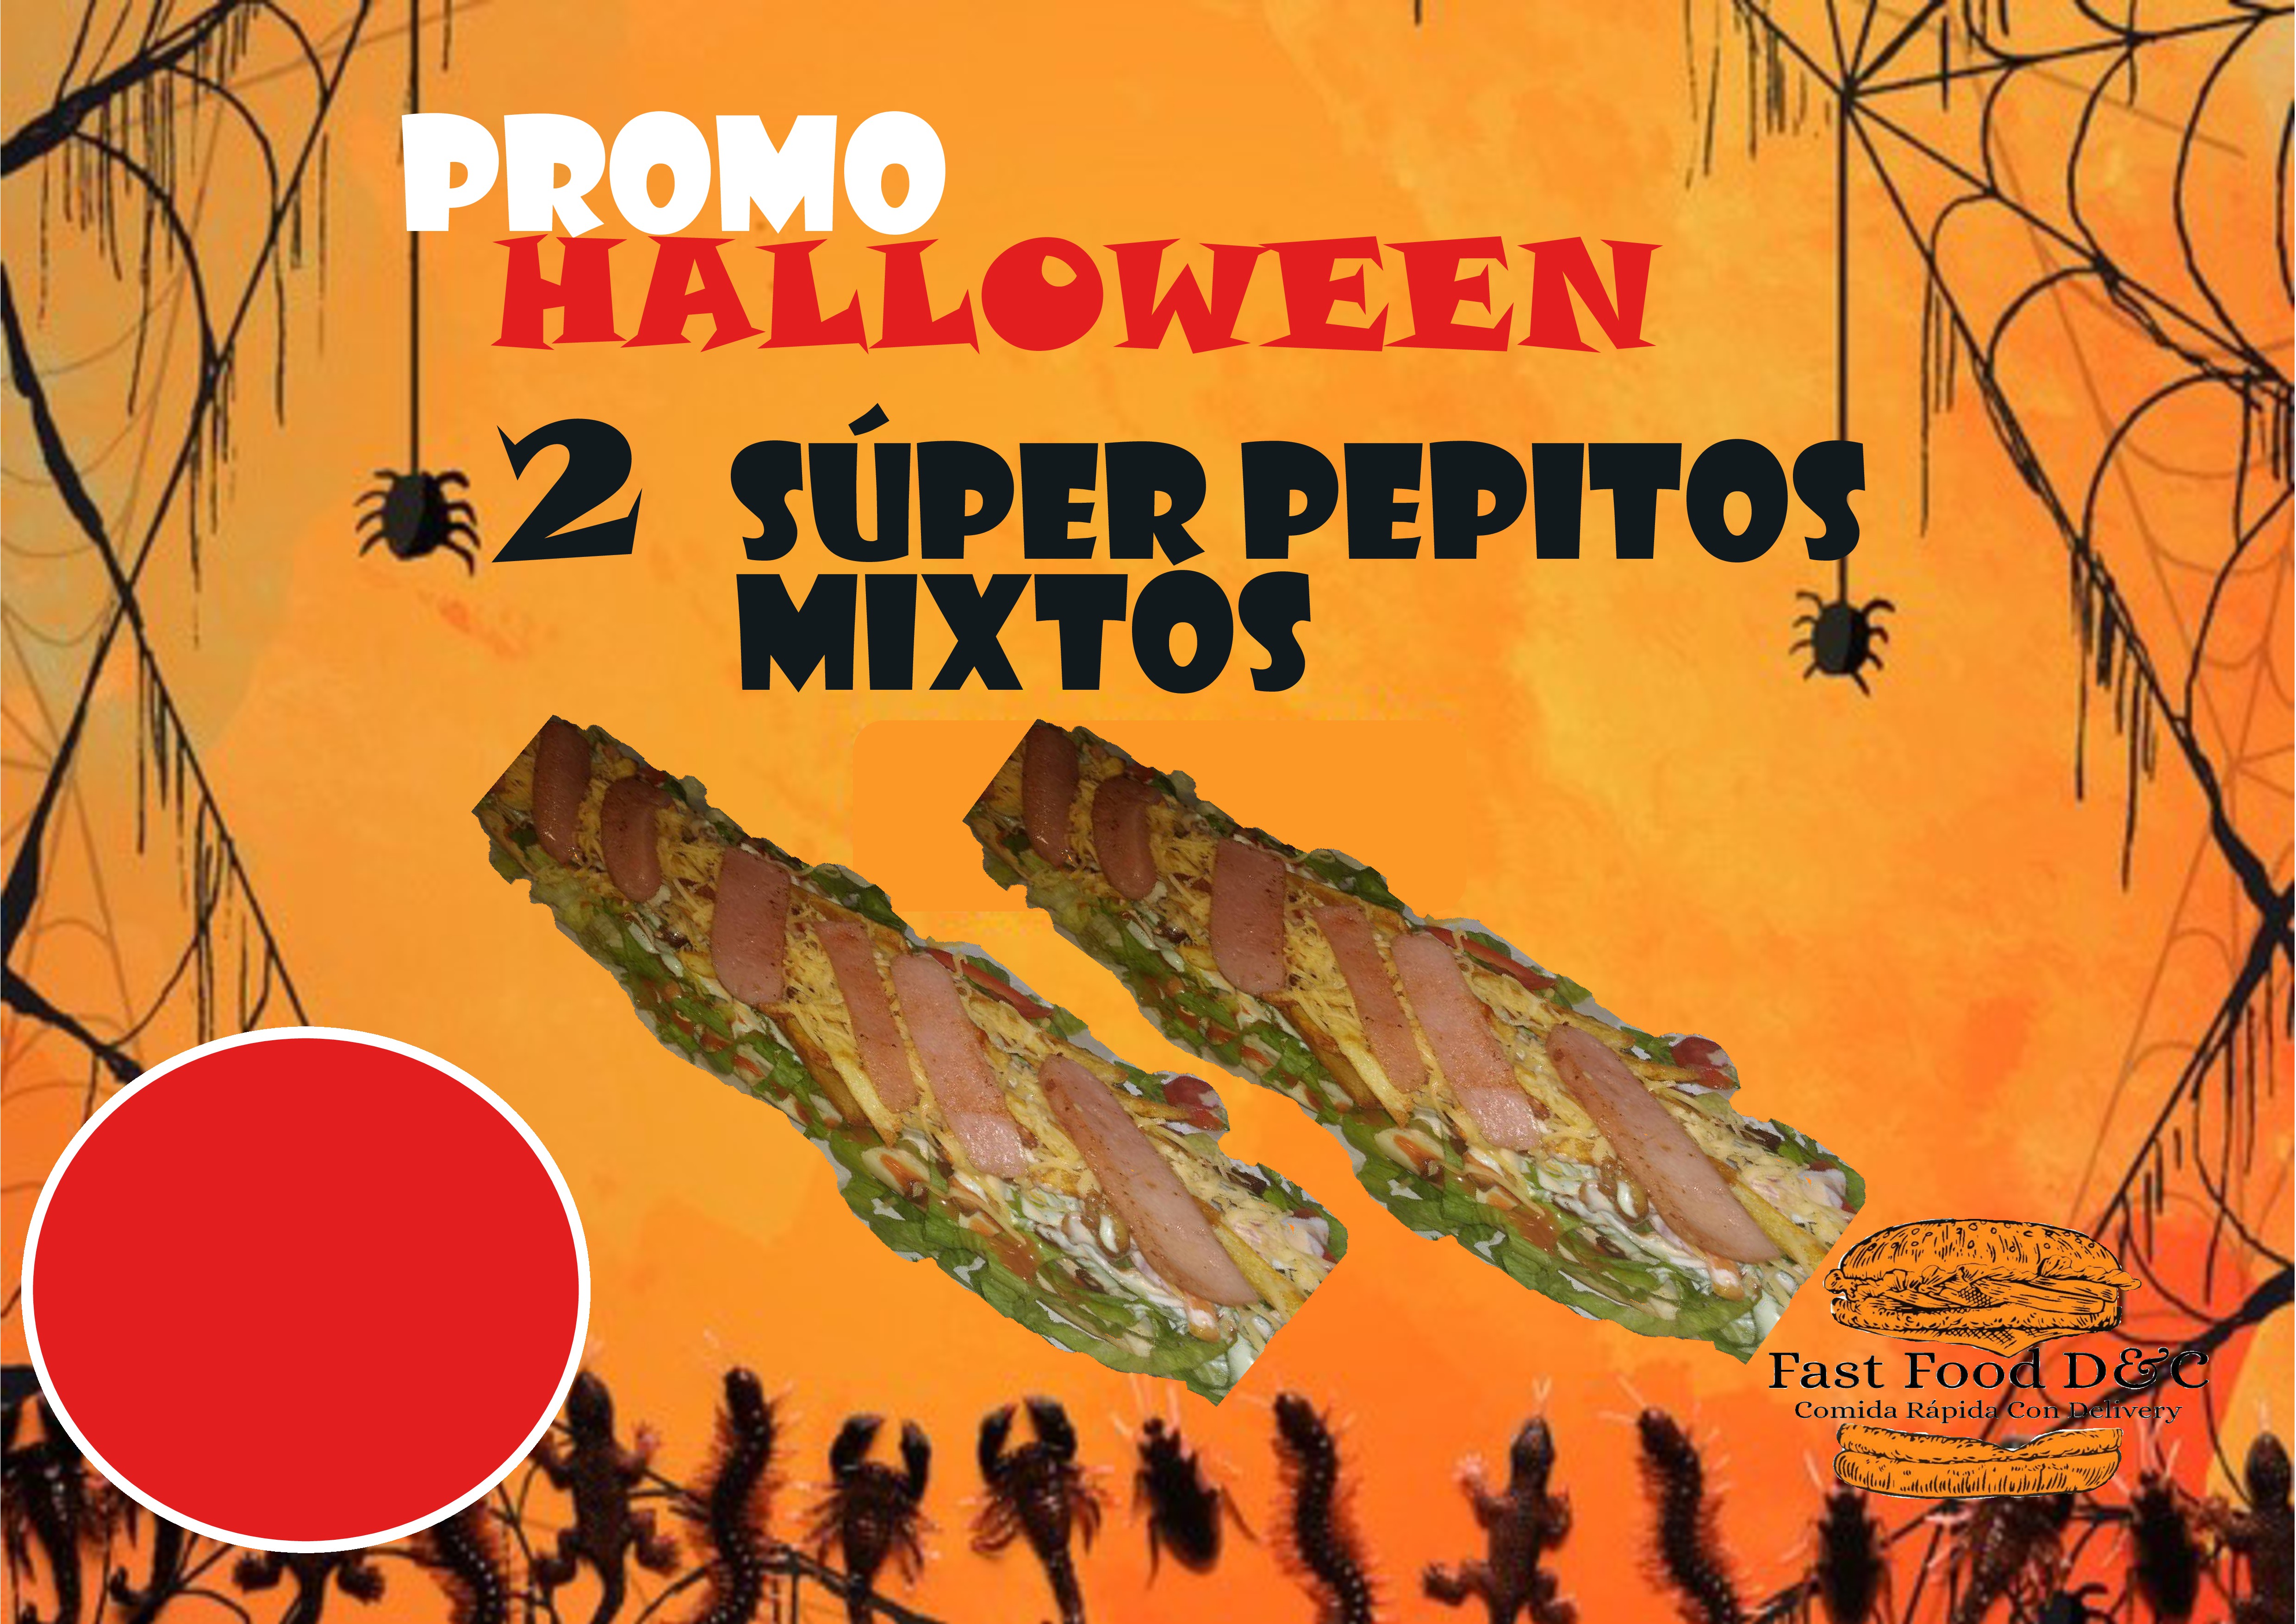 PROMO
HALLOWEEN
2 SÚPER PEPITOS
MIXTOS
Fast Food D&C
Comida Rápida Con Delivery